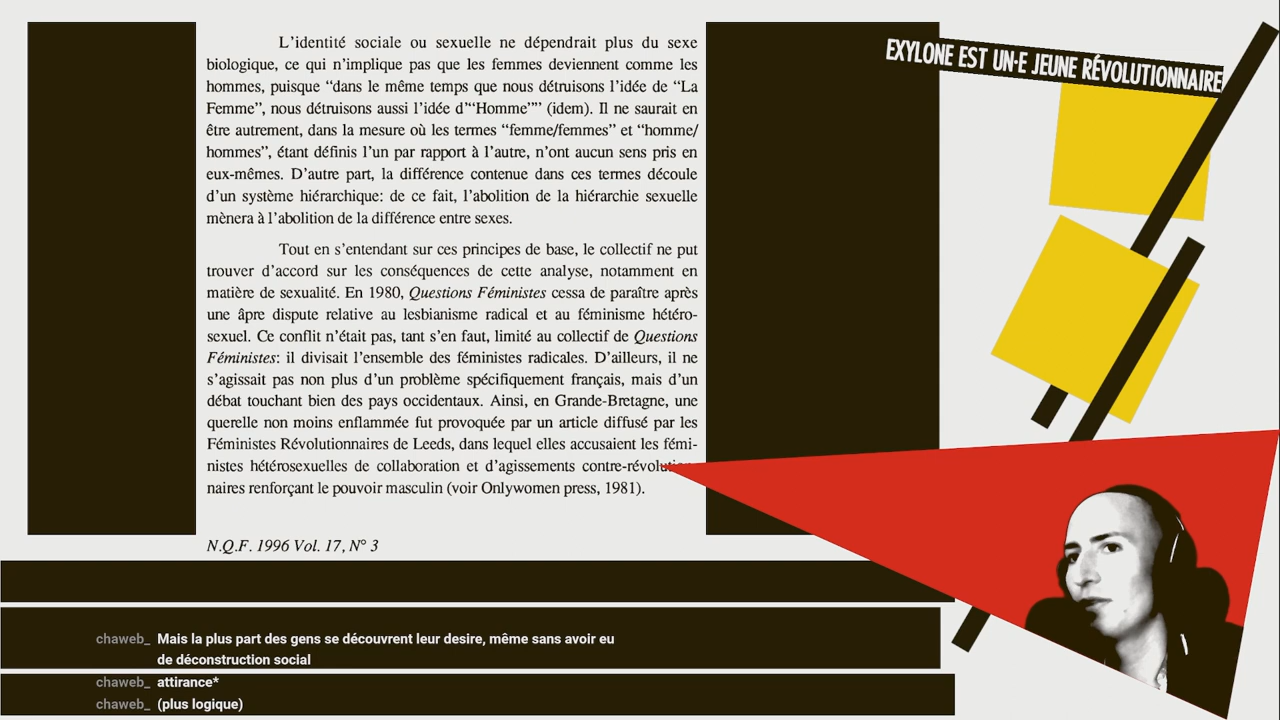 L'identité sociale ou sexuelle ne dépendrait plus du sexe
biologique, ce qui n'implique pas que les femmes deviennent comme les
hommes, puisque “dans le même temps que nous détruisons l'idée de “La
Femme”, nous détruisons aussi l'idée d'“Homme”” (idem). Il ne saurait en
être autrement, dans la mesure où les termes “femme/femmes” et “homme/
hommes”, étant définis l'un par rapport à l'autre, n'ont aucun sens pris en
eux-mêmes. D'autre part, la différence contenue dans ces termes découle
d'un système hiérarchique: de ce fait, l'abolition de la hiérarchie sexuelle
mènera à l'abolition de la différence entre sexes.
Tout en s'entendant sur ces principes de base, le collectif ne put
trouver d'accord sur les conséquences de cette analyse, notamment en
matière de sexualité. En 1980, Questions Féministes cessa de paraître après
une âpre dispute relative au lesbianisme radical et au féminisme hétéro-
sexuel. Ce conflit n'était pas, tant s'en faut, limité au collectif de Questions
Féministes: il divisait l'ensemble des féministes radicales. D'ailleurs, il ne
s'agissait pas non plus d'un problème spécifiquement français, mais d'un
débat touchant bien des pays occidentaux. Ainsi, en Grande-Bretagne, une
querelle non moins enflammée fut provoquée par un article diffusé par les
Féministes Révolutionnaires de Leeds, dans lequel elles accusaient les fémi-
nistes hétérosexuelles de collaboration et d'agissements contre-révolution-
naires renforçant le pouvoir masculin (voir Onlywomen press, 1981).
N.Q.F. 1996 Vol. 17, N° 3
EXYLONE EST UN·E JEUNE RÉVOLUTIONNAIRE
chaweb_ Mais la plus part des gens se découvrent leur desire, même sans avoir eu
de déconstruction social
chaweb_ attirance*
chaweb_ (plus logique)